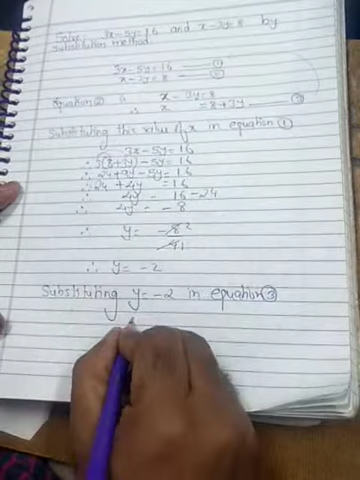 Solve 3x-5y=16 and x-3y=8 by
substitution method.
3x-5y=16 ——— ①
x-3y=8 ——— ②
Equation ② is x-3y=8
∴ x =8+3y ——— ③
Substituting this value of x in equation ①
3x-5y=16
∴ 3(8+3y)-5y=16
∴ 24+9y-5y=16
∴ 24+4y =16
∴ 4y = 16-24
∴ 4y = -8
∴ y= -8 2
4 1
∴ y= -2
Substituting y= -2 in equation ③